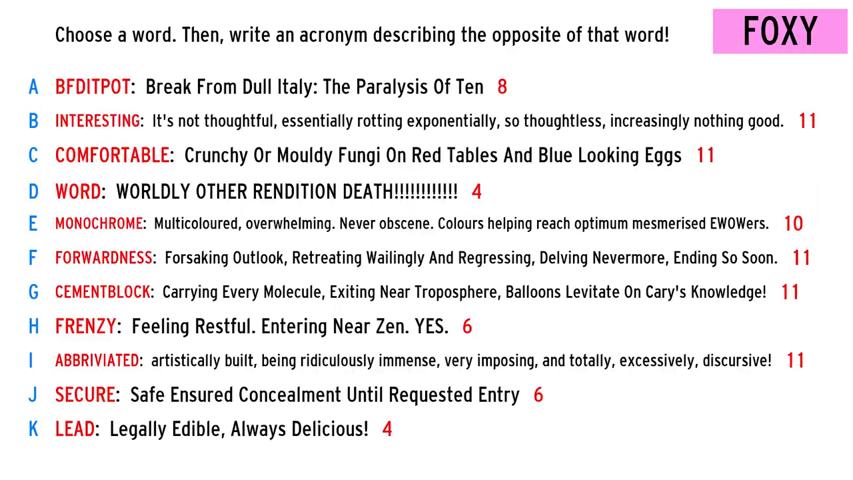 Choose a word. Then, write an acronym describing the opposite of that word!
FOXY
A BFDITPOT: Break From Dull Italy: The Paralysis Of Ten 8
B INTERESTING: It's not thoughtful, essentially rotting exponentially, so thoughtless, increasingly nothing good. 11
C COMFORTABLE: Crunchy Or Mouldy Fungi On Red Tables And Blue Looking Eggs 11
D WORD: WORLDLY OTHER RENDITION DEATH!!!!!!!!!!!! 4
E MONOCHROME: Multicoloured, overwhelming. Never obscene. Colours helping reach optimum mesmerised EWOWers. 10
F FORWARDNESS: Forsaking Outlook, Retreating Wailingly And Regressing, Delving Nevermore, Ending So Soon. 11
G CEMENTBLOCK: Carrying Every Molecule, Exiting Near Troposphere, Balloons Levitate On Cary's Knowledge! 11
H FRENZY: Feeling Restful. Entering Near Zen. YES. 6
I ABBRIVIATED: artistically built, being ridiculously immense, very imposing, and totally, excessively, discursive! 11
J SECURE: Safe Ensured Concealment Until Requested Entry 6
K LEAD: Legally Edible, Always Delicious! 4